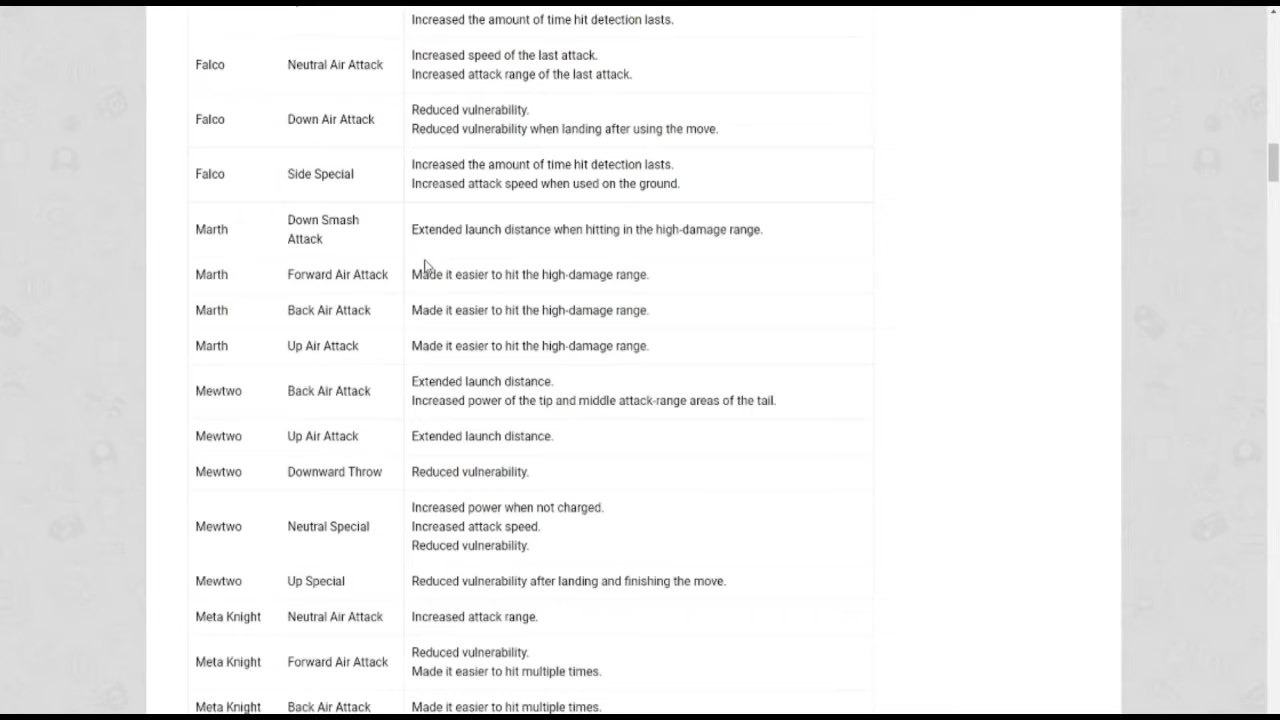 Increased the amount of time hit detection lasts.
Falco Neutral Air Attack Increased speed of the last attack.
Increased attack range of the last attack.
Falco Down Air Attack Reduced vulnerability.
Reduced vulnerability when landing after using the move.
Falco Side Special Increased the amount of time hit detection lasts.
Increased attack speed when used on the ground.
Marth Down Smash
Attack Extended launch distance when hitting in the high-damage range.
Marth Forward Air Attack Made it easier to hit the high-damage range.
Marth Back Air Attack Made it easier to hit the high-damage range.
Marth Up Air Attack Made it easier to hit the high-damage range.
Mewtwo Back Air Attack Extended launch distance.
Increased power of the tip and middle attack-range areas of the tail.
Mewtwo Up Air Attack Extended launch distance.
Mewtwo Downward Throw Reduced vulnerability.
Mewtwo Neutral Special Increased power when not charged.
Increased attack speed.
Reduced vulnerability.
Mewtwo Up Special Reduced vulnerability after landing and finishing the move.
Meta Knight Neutral Air Attack Increased attack range.
Meta Knight Forward Air Attack Reduced vulnerability.
Made it easier to hit multiple times.
Meta Knight Back Air Attack Made it easier to hit multiple times.